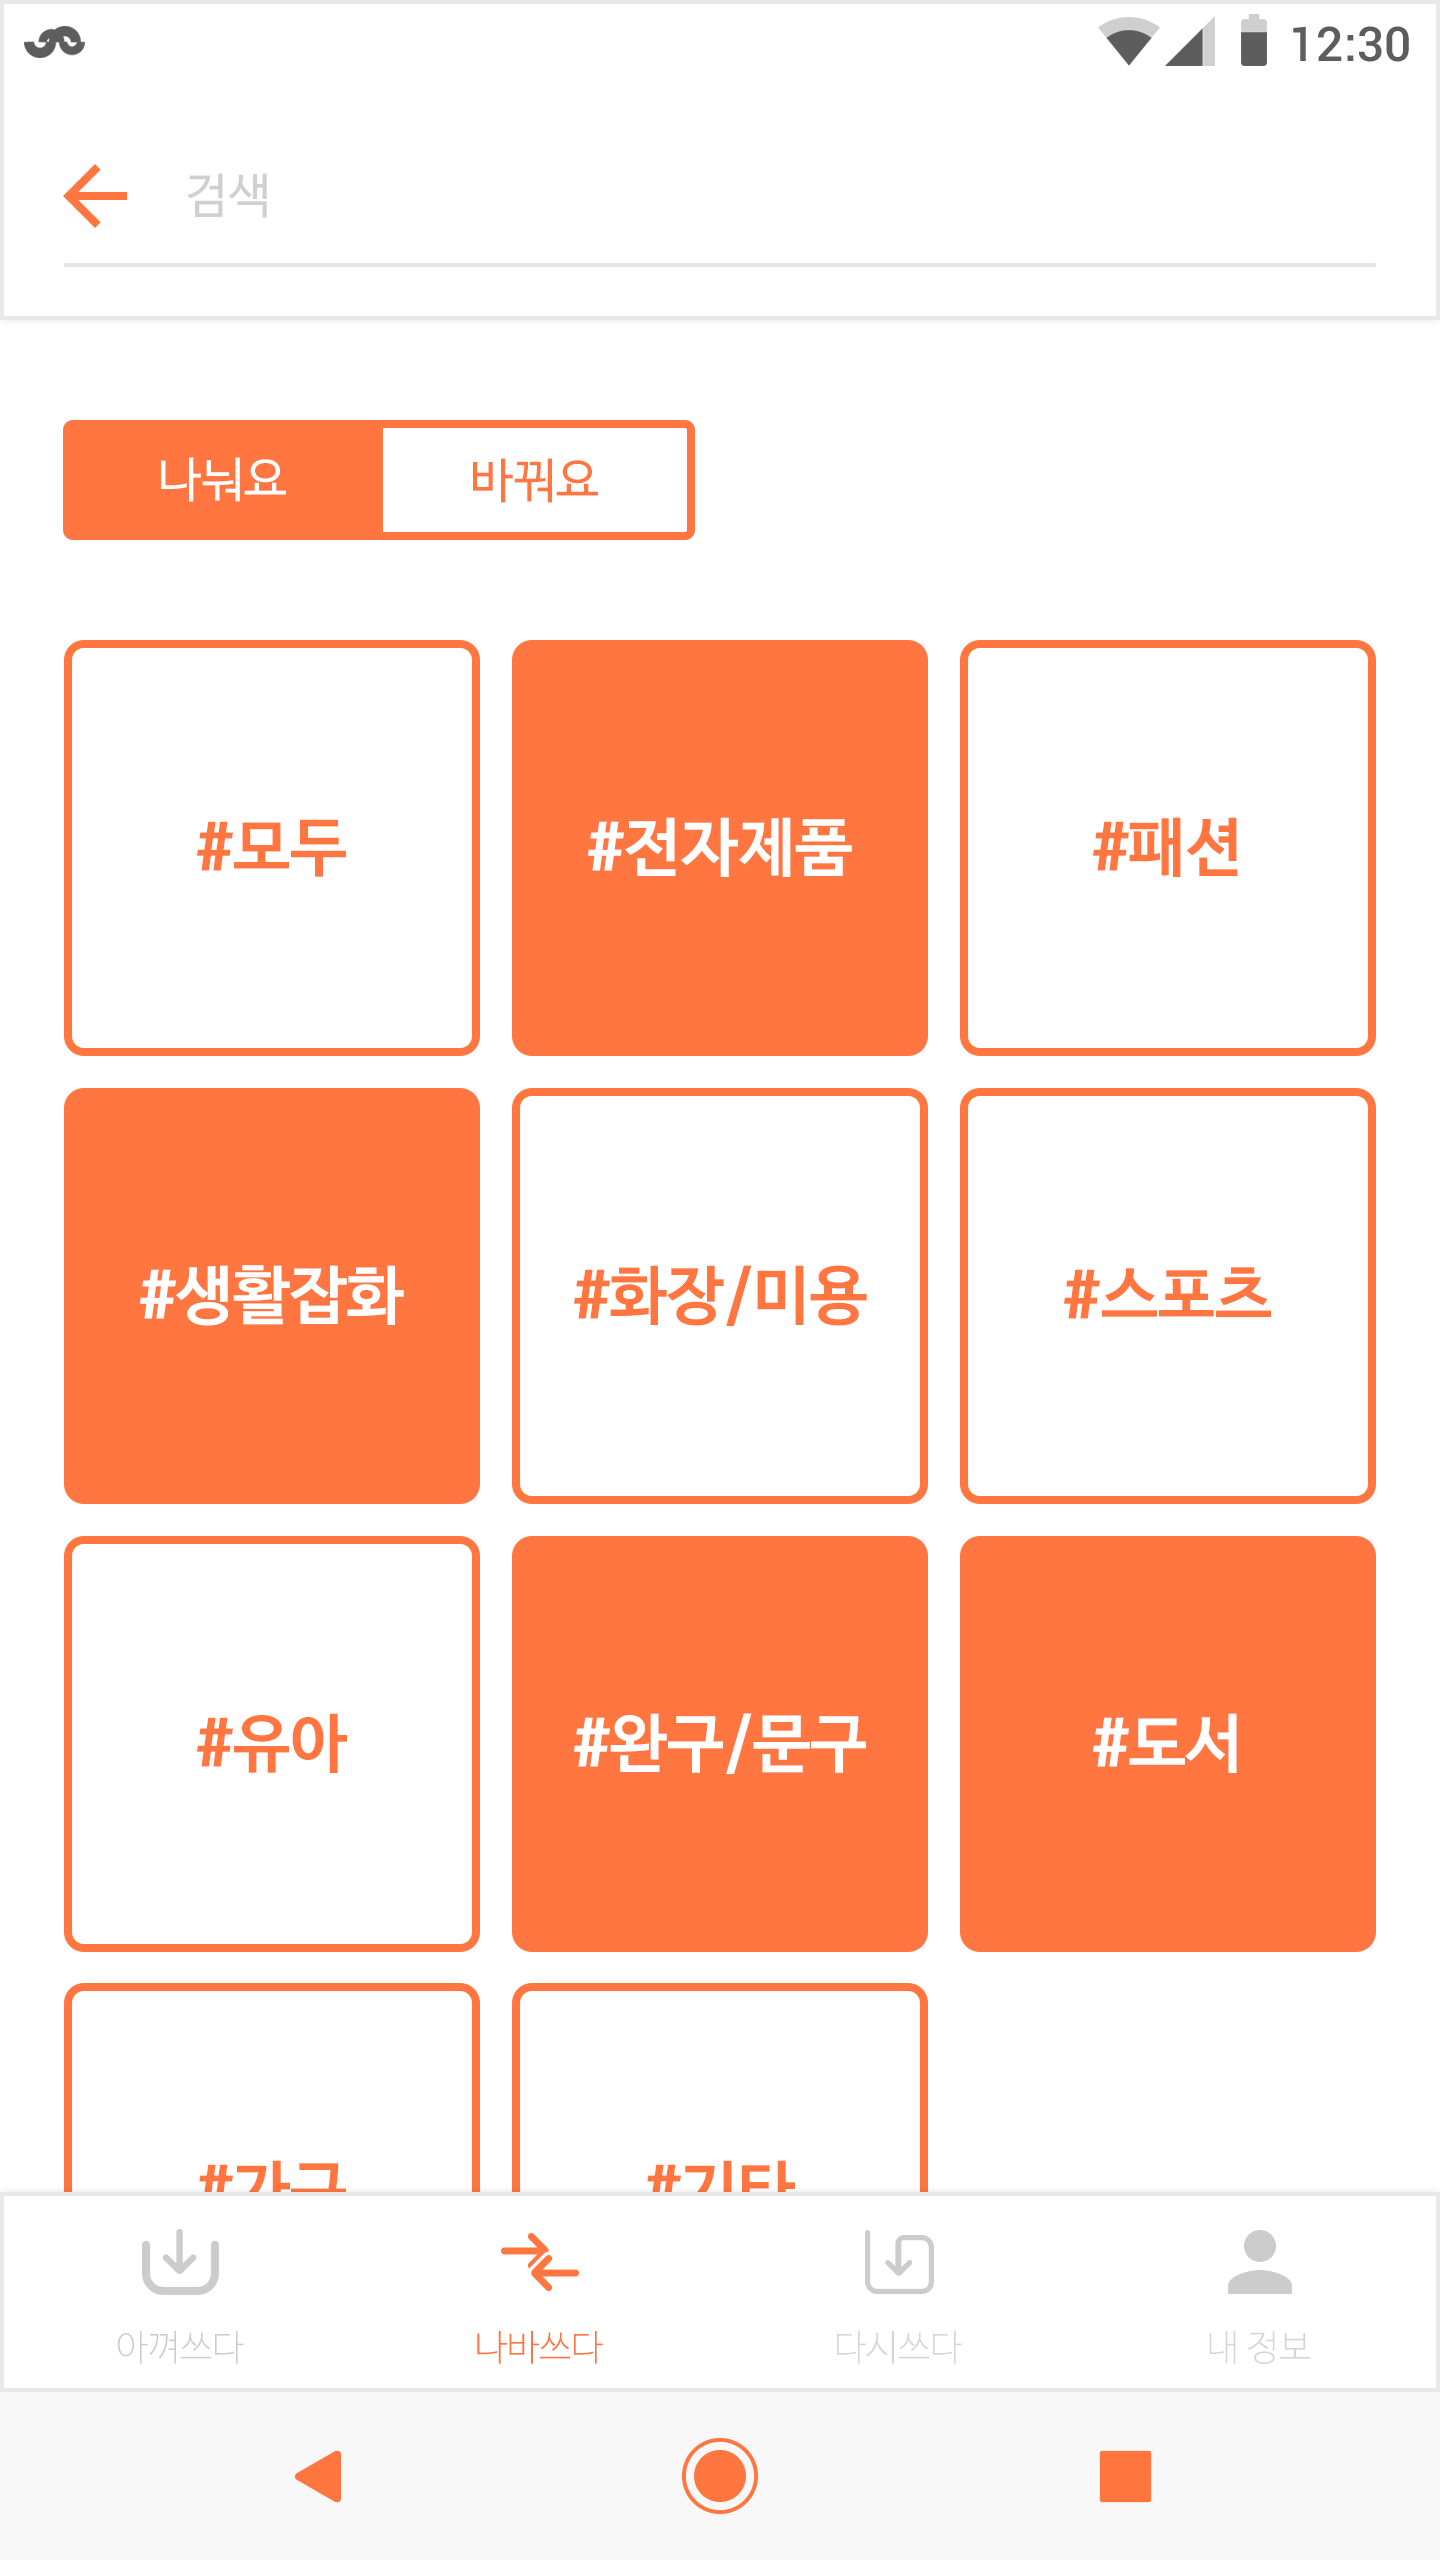 12:30
검색
나눠요 바꿔요
#모두 #전자제품 #패션
#생활잡화 #화장/미용 #스포츠
#유아 #완구/문구 #도서
#가구 #기타
아껴쓰다 나바쓰다 다시쓰다 내 정보